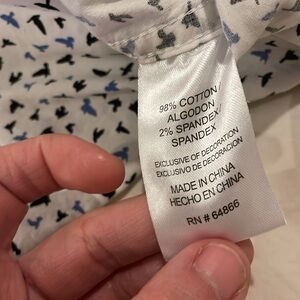 98% COTTON
ALGODON
2% SPANDEX
SPANDEX
EXCLUSIVE OF DECORATION
EXCLUSIVO DE DECORACION
MADE IN CHINA
HECHO EN CHINA
RN # 64866